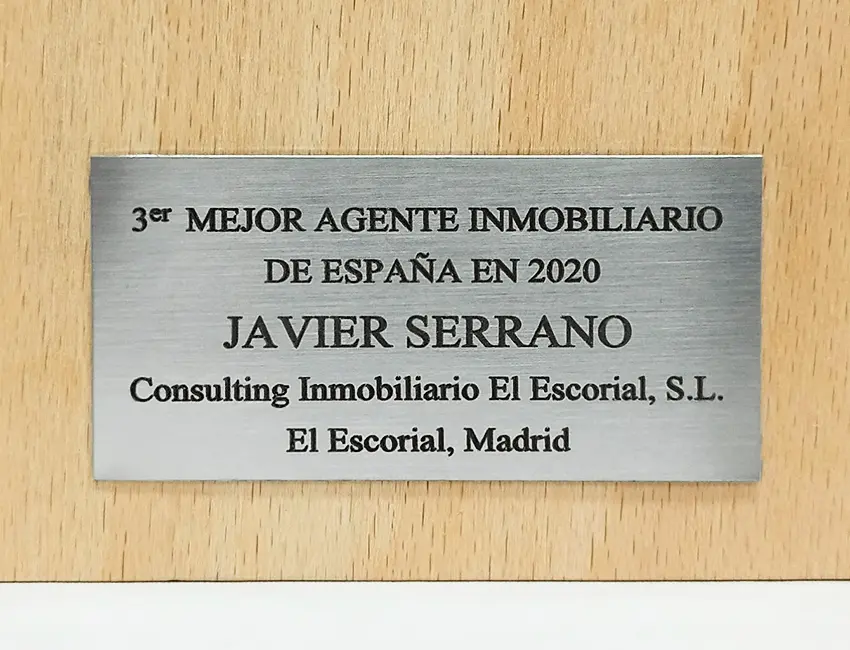 3er MEJOR AGENTE INMOBILIARIO
DE ESPAÑA EN 2020
JAVIER SERRANO
Consulting Inmobiliario El Escorial, S.L.
El Escorial, Madrid